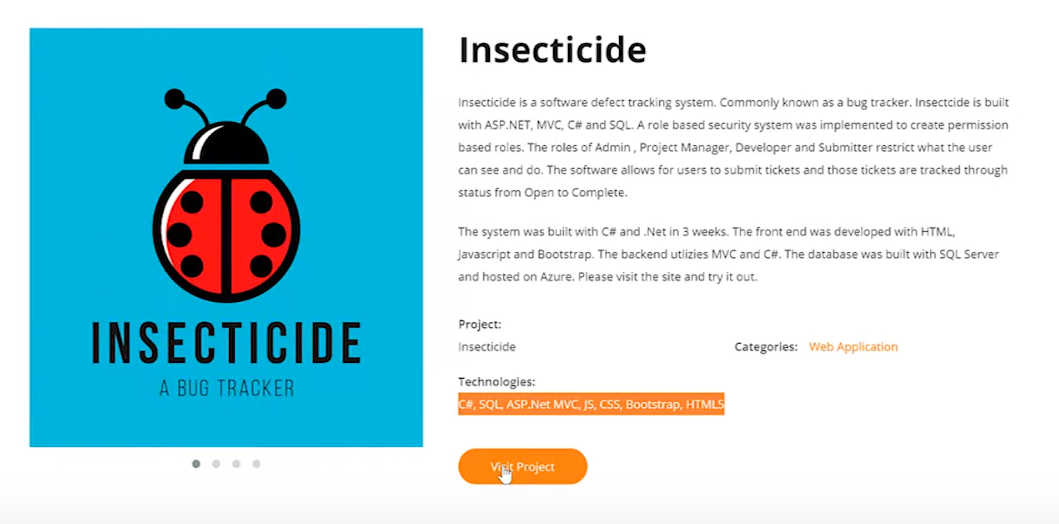 Insecticide
Insecticide is a software defect tracking system. Commonly known as a bug tracker. Insectcide is built
with ASP.NET, MVC, C# and SQL. A role based security system was implemented to create permission
based roles. The roles of Admin , Project Manager, Developer and Submitter restrict what the user
can see and do. The software allows for users to submit tickets and those tickets are tracked through
status from Open to Complete.
The system was built with C# and .Net in 3 weeks. The front end was developed with HTML,
Javascript and Bootstrap. The backend utlizies MVC and C#. The database was built with SQL Server
and hosted on Azure. Please visit the site and try it out.
INSECTICIDE
A BUG TRACKER
Project:
Insecticide
Categories: Web Application
Technologies:
C#, SQL, ASP.Net MVC, JS, CSS, Bootstrap, HTML5
Visit Project